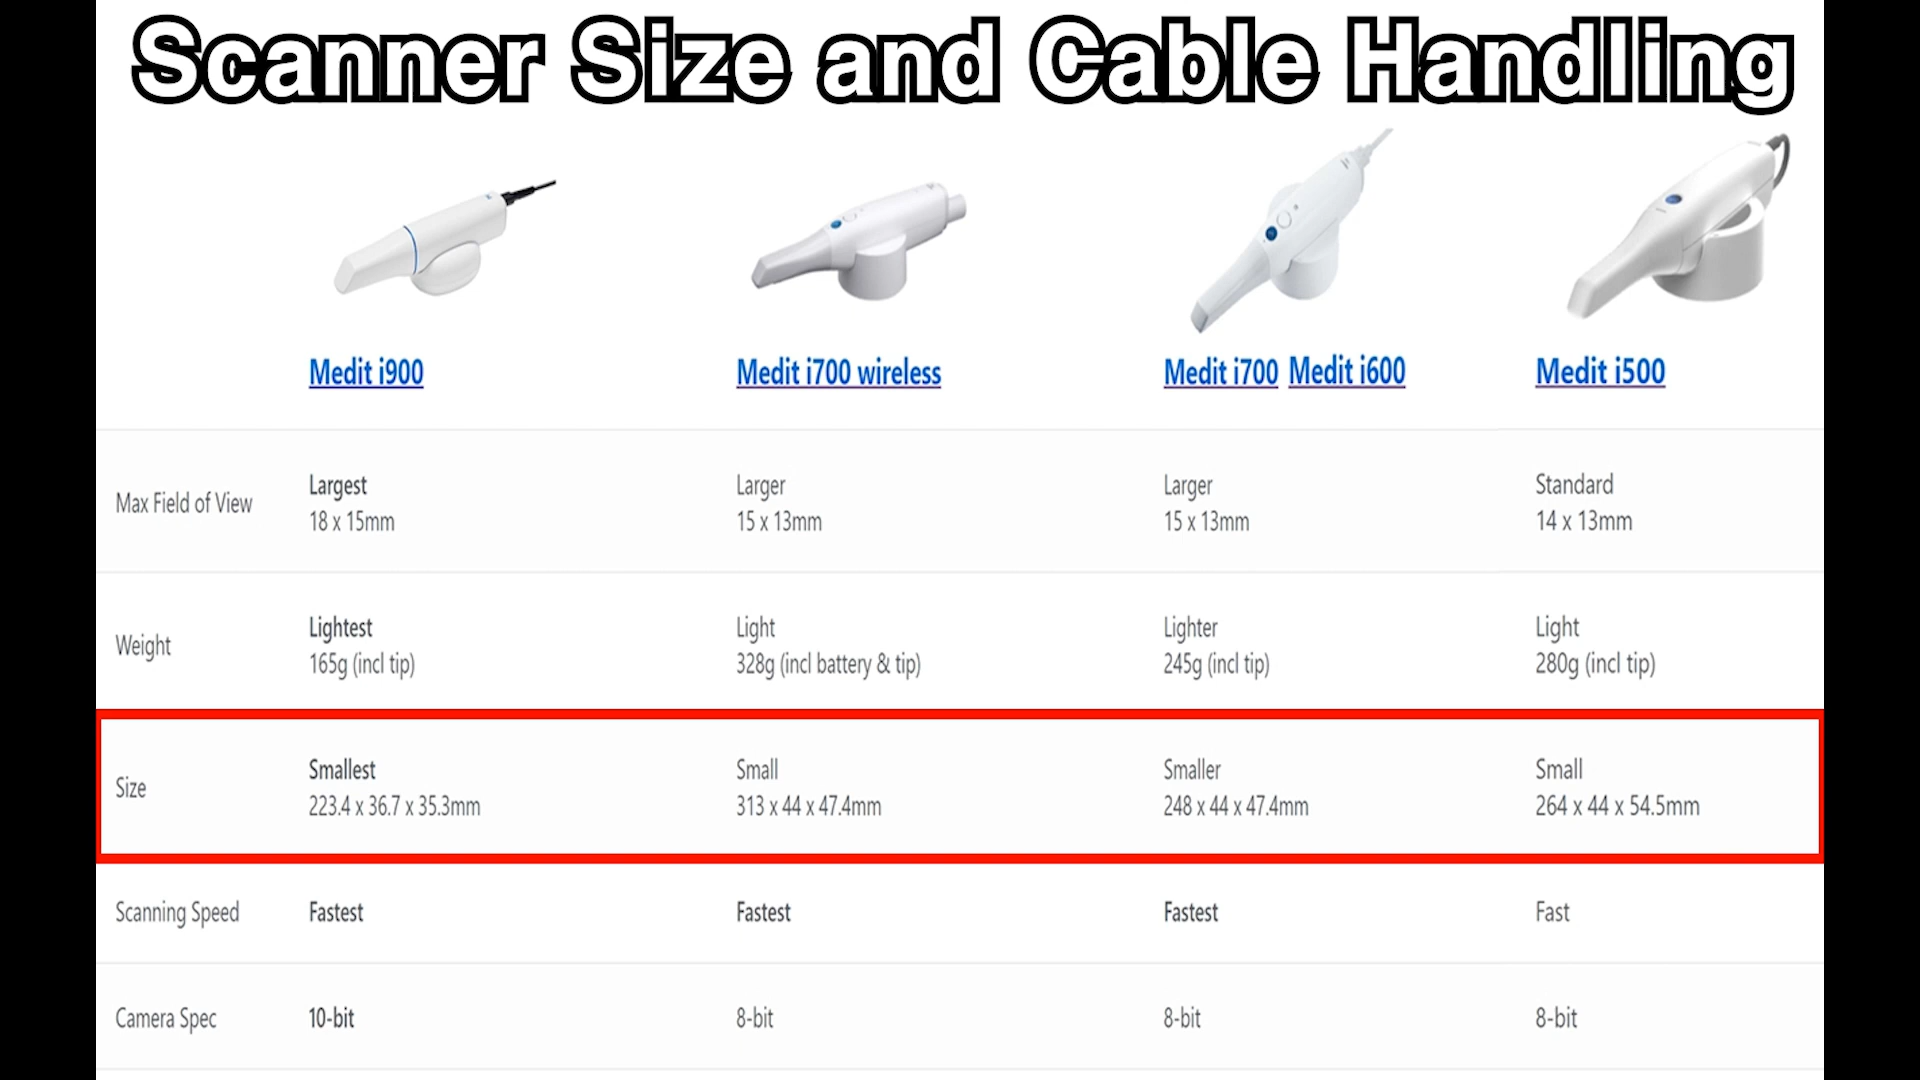 Scanner Size and Cable Handling
Medit i900
Medit i700 wireless
Medit i700 Medit i600
Medit i500
Max Field of View
Largest
18 x 15mm
Larger
15 x 13mm
Larger
15 x 13mm
Standard
14 x 13mm
Weight
Lightest
165g (incl tip)
Light
328g (incl battery & tip)
Lighter
245g (incl tip)
Light
280g (incl tip)
Size
Smallest
223.4 x 36.7 x 35.3mm
Small
313 x 44 x 47.4mm
Smaller
248 x 44 x 47.4mm
Small
264 x 44 x 54.5mm
Scanning Speed
Fastest
Fastest
Fastest
Fast
Camera Spec
10-bit
8-bit
8-bit
8-bit